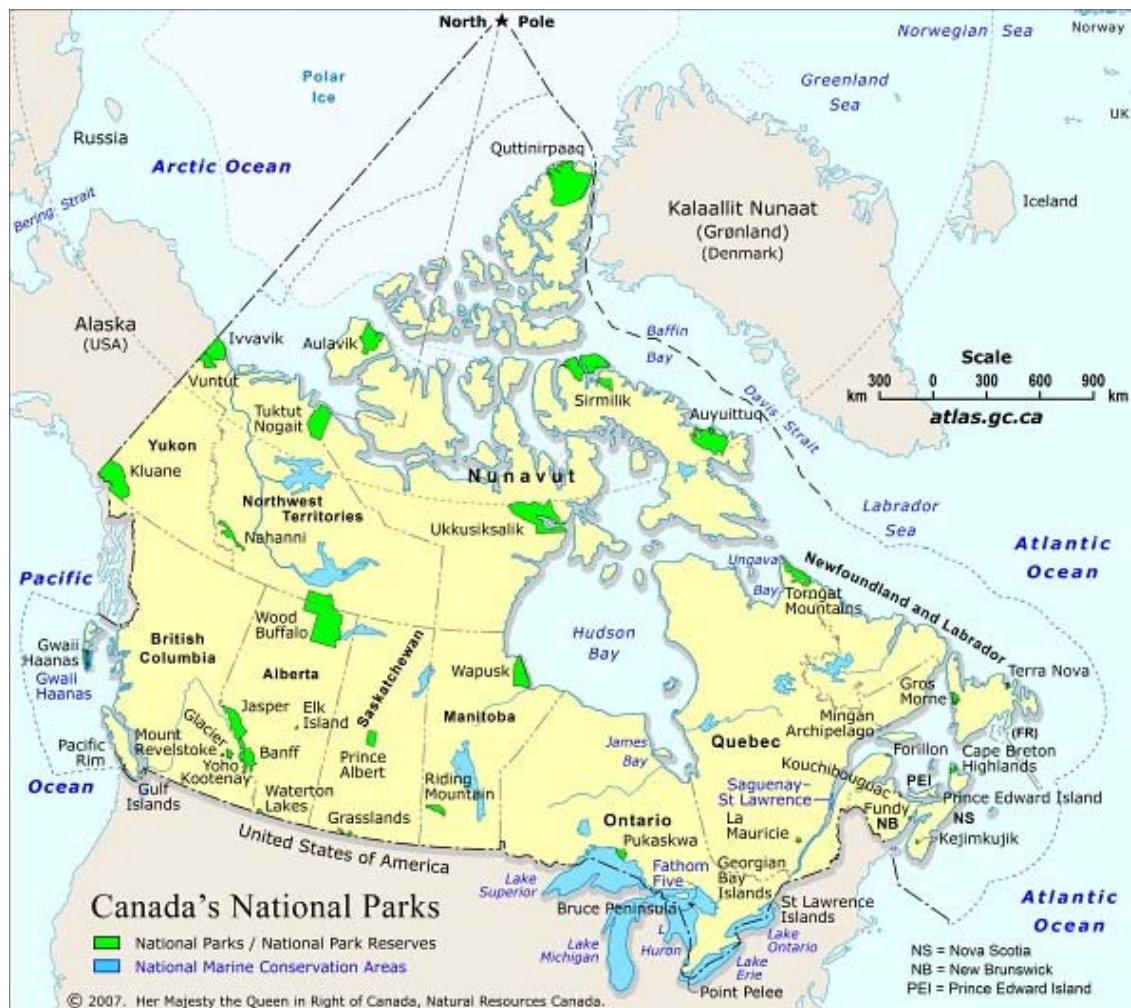 North Pole
Norwegian Sea
Norway
Polar
Ice
Greenland
Sea
UK
Russia
Arctic Ocean
Quttinirpaaq
Bering Strait
Kalaallit Nunaat
(Grønland)
(Denmark)
Iceland
Alaska
(USA)
Ivvavik
Aulavik
Baffin
Bay
Scale
300 0 300 600 900
km km
atlas.gc.ca
Vuntut
Sirmilik
Davis Strait
Tuktut
Nogait
Auyuittuq
Yukon
Kluane
Nunavut
Northwest
Territories
Ukkusiksalik
Labrador
Sea
Nahanni
Atlantic
Ocean
Pacific
Ungava
Bay
Newfoundland and Labrador
Torngat
Mountains
Wood
Buffalo
Hudson
Bay
Gwaii
Haanas
Gwaii
Haanas
British
Columbia
Alberta
Saskatchewan
Wapusk
Terra Nova
Gros
Morne
Jasper
Elk
Island
Manitoba
Mingan
Archipelago
(FR)
Glacier
Mount
Revelstoke
Banff
Yoho
Kootenay
Prince
Albert
James
Bay
Quebec
Forillon
Cape Breton
Highlands
Pacific
Rim
Kouchibouguac
PEI
Ocean
Gulf
Islands
Waterton
Lakes
Riding
Mountain
Saguenay-
St Lawrence
Prince Edward Island
Fundy
NB
NS
Grasslands
Ontario
La
Mauricie
Kejimkujik
United States of America
Pukaskwa
Fathom
Five
Georgian
Bay
Islands
Lake
Superior
Bruce Peninsula
St Lawrence
Islands
Atlantic
Ocean
Lake
Michigan
L
Huron
Lake
Ontario
Lake
Erie
Point Pelee
Canada's National Parks
National Parks / National Park Reserves
National Marine Conservation Areas
NS = Nova Scotia
NB = New Brunswick
PEI = Prince Edward Island
© 2007. Her Majesty the Queen in Right of Canada, Natural Resources Canada.